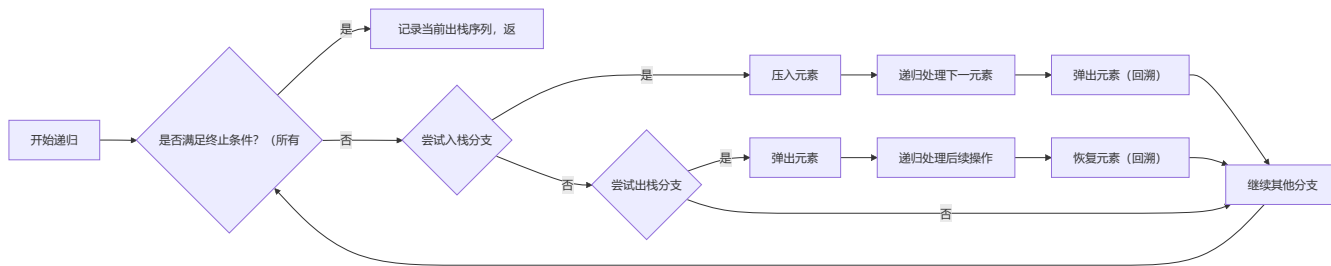 开始递归
是否满足终止条件？（所有
是
记录当前出栈序列，返
否
尝试入栈分支
是
压入元素
递归处理下一元素
弹出元素（回溯）
否
尝试出栈分支
是
弹出元素
递归处理后续操作
恢复元素（回溯）
否
继续其他分支